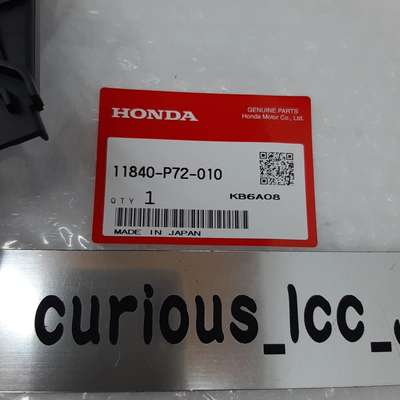 HONDA
GENUINE PARTS
Honda Motor Co., Ltd.
11840-P72-010
QTY 1
KB6A08
MADE IN JAPAN
curious_lcc_